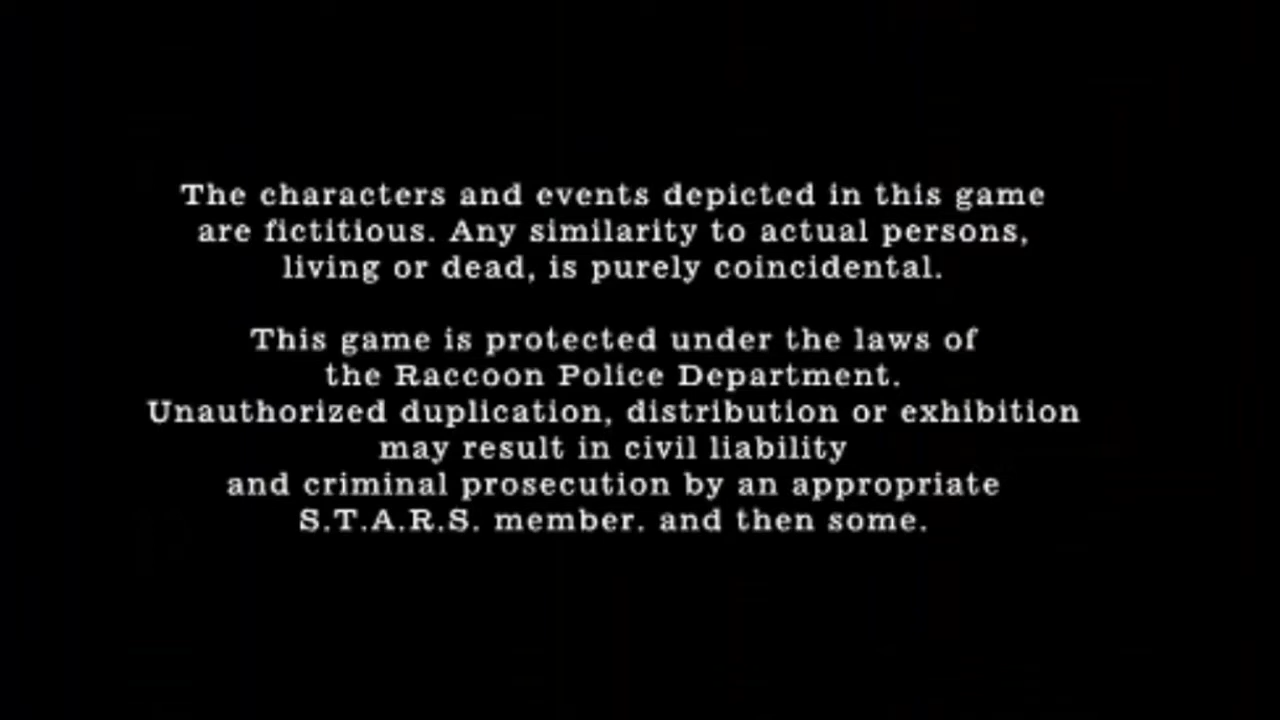 The characters and events depicted in this game
are fictitious. Any similarity to actual persons,
living or dead, is purely coincidental.
This game is protected under the laws of
the Raccoon Police Department.
Unauthorized duplication, distribution or exhibition
may result in civil liability
and criminal prosecution by an appropriate
S.T.A.R.S. member. and then some.